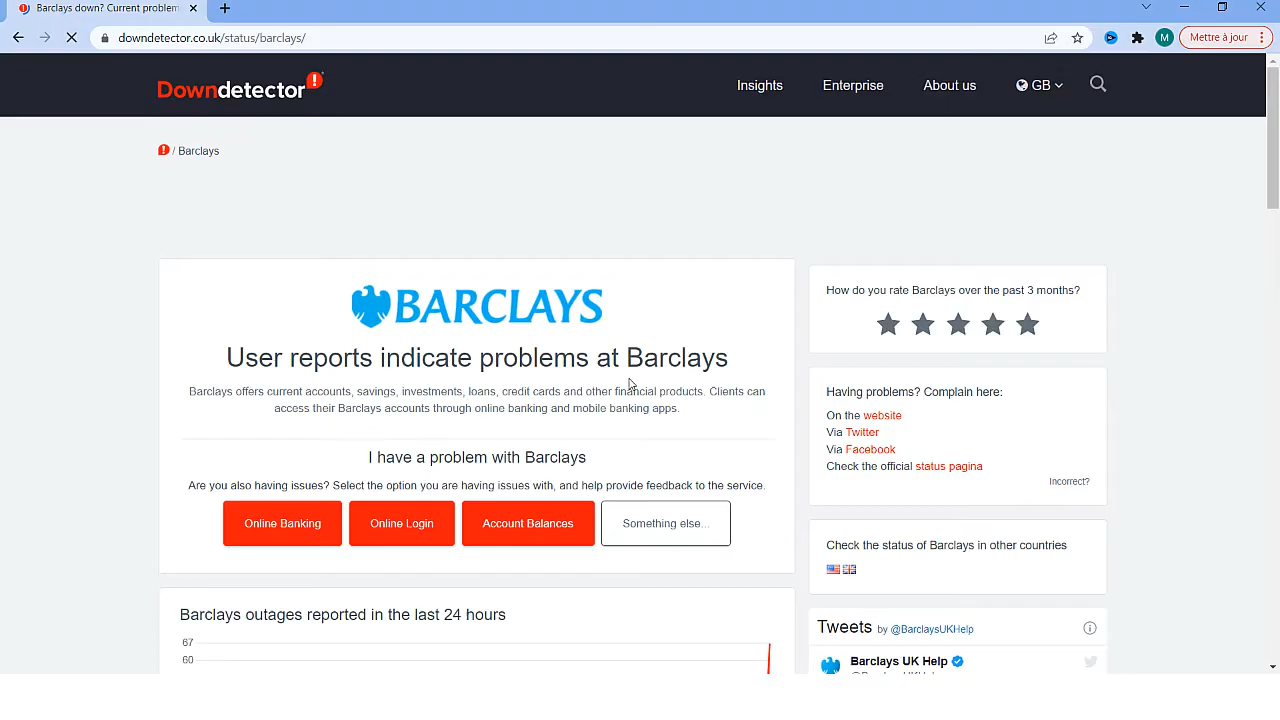 Barclays down? Current problem
downdetector.co.uk/status/barclays/
M
Mettre à jour
Downdetector
Insights
Enterprise
About us
GB
/ Barclays
BARCLAYS
User reports indicate problems at Barclays
Barclays offers current accounts, savings, investments, loans, credit cards and other financial products. Clients can
access their Barclays accounts through online banking and mobile banking apps.
I have a problem with Barclays
Are you also having issues? Select the option you are having issues with, and help provide feedback to the service.
Online Banking
Online Login
Account Balances
Something else...
Barclays outages reported in the last 24 hours
67
60
How do you rate Barclays over the past 3 months?
Having problems? Complain here:
On the website
Via Twitter
Via Facebook
Check the official status pagina
Incorrect?
Check the status of Barclays in other countries
Tweets by @BarclaysUKHelp
Barclays UK Help